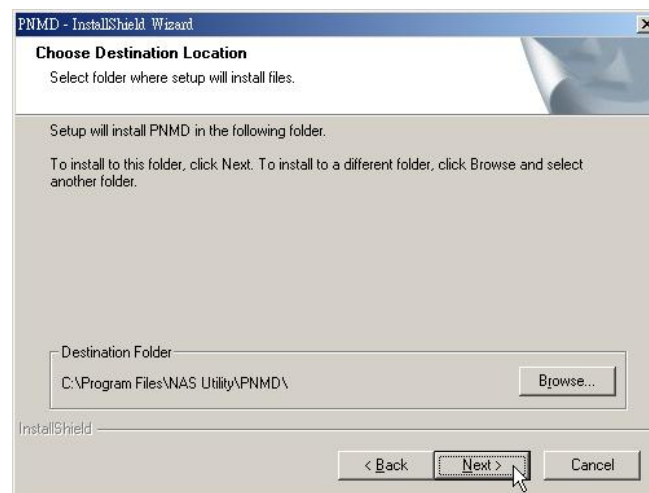 PNMD - InstallShield Wizard
Choose Destination Location
Select folder where setup will install files.
Setup will install PNMD in the following folder.
To install to this folder, click Next. To install to a different folder, click Browse and select
another folder.
Destination Folder
C:\Program Files\NAS Utility\PNMD\
Browse...
InstallShield
< Back
Next >
Cancel